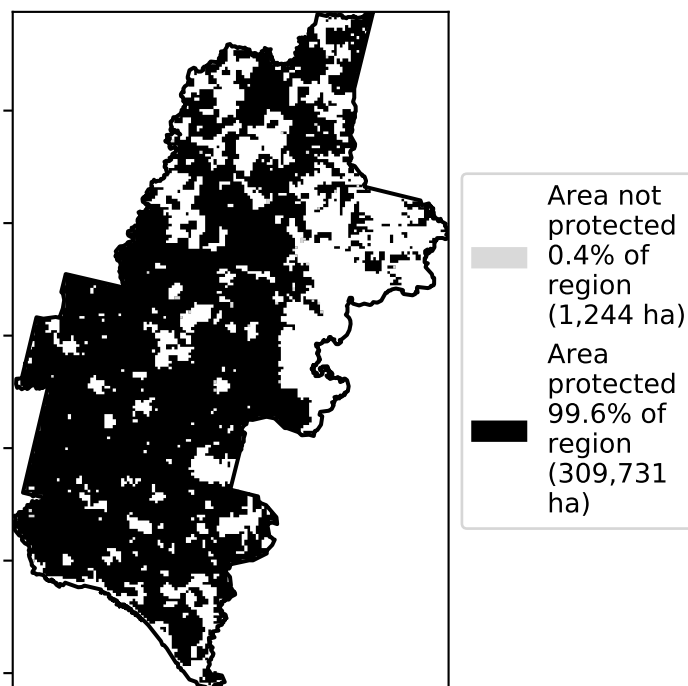 Area not
protected
0.4% of
region
(1,244 ha)
Area
protected
99.6% of
region
(309,731
ha)